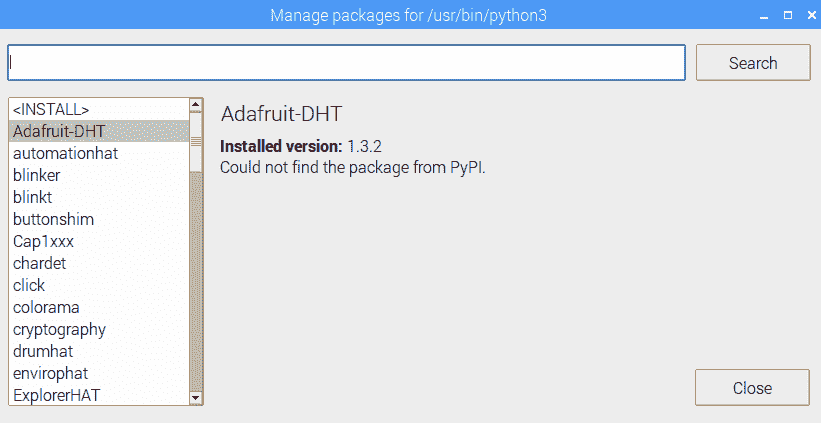 Manage packages for /usr/bin/python3
Search
<INSTALL>
Adafruit-DHT
automationhat
blinker
blinkt
buttonshim
Cap1xxx
chardet
click
colorama
cryptography
drumhat
envirophat
ExplorerHAT
Adafruit-DHT
Installed version: 1.3.2
Could not find the package from PyPI.
Close